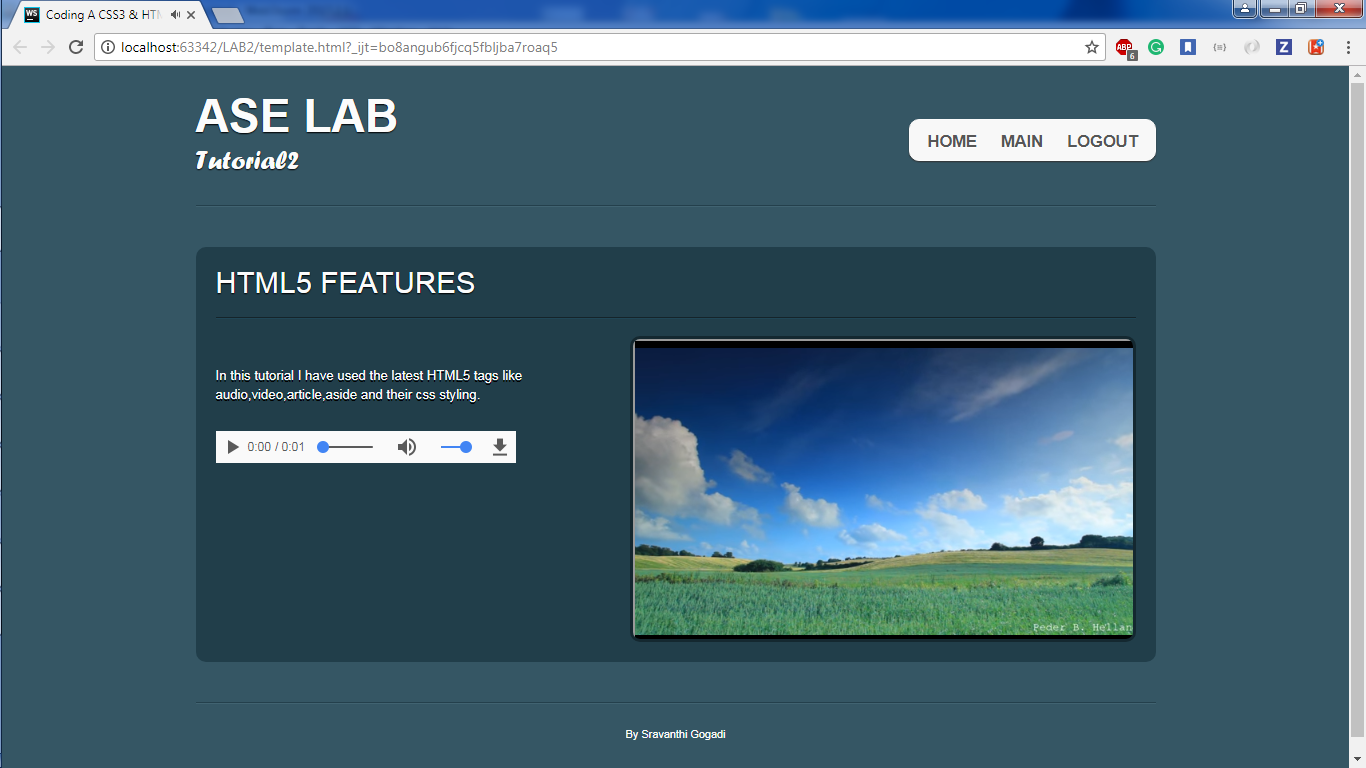 Coding A CSS3 & HTM
localhost:63342/LAB2/template.html?_ijt=bo8angub6fjcq5fbljba7roaq5
ABP
6
ASE LAB
Tutorial2
HOME MAIN LOGOUT
HTML5 FEATURES
In this tutorial I have used the latest HTML5 tags like
audio,video,article,aside and their css styling.
0:00 / 0:01
Peder B. Hellan
By Sravanthi Gogadi